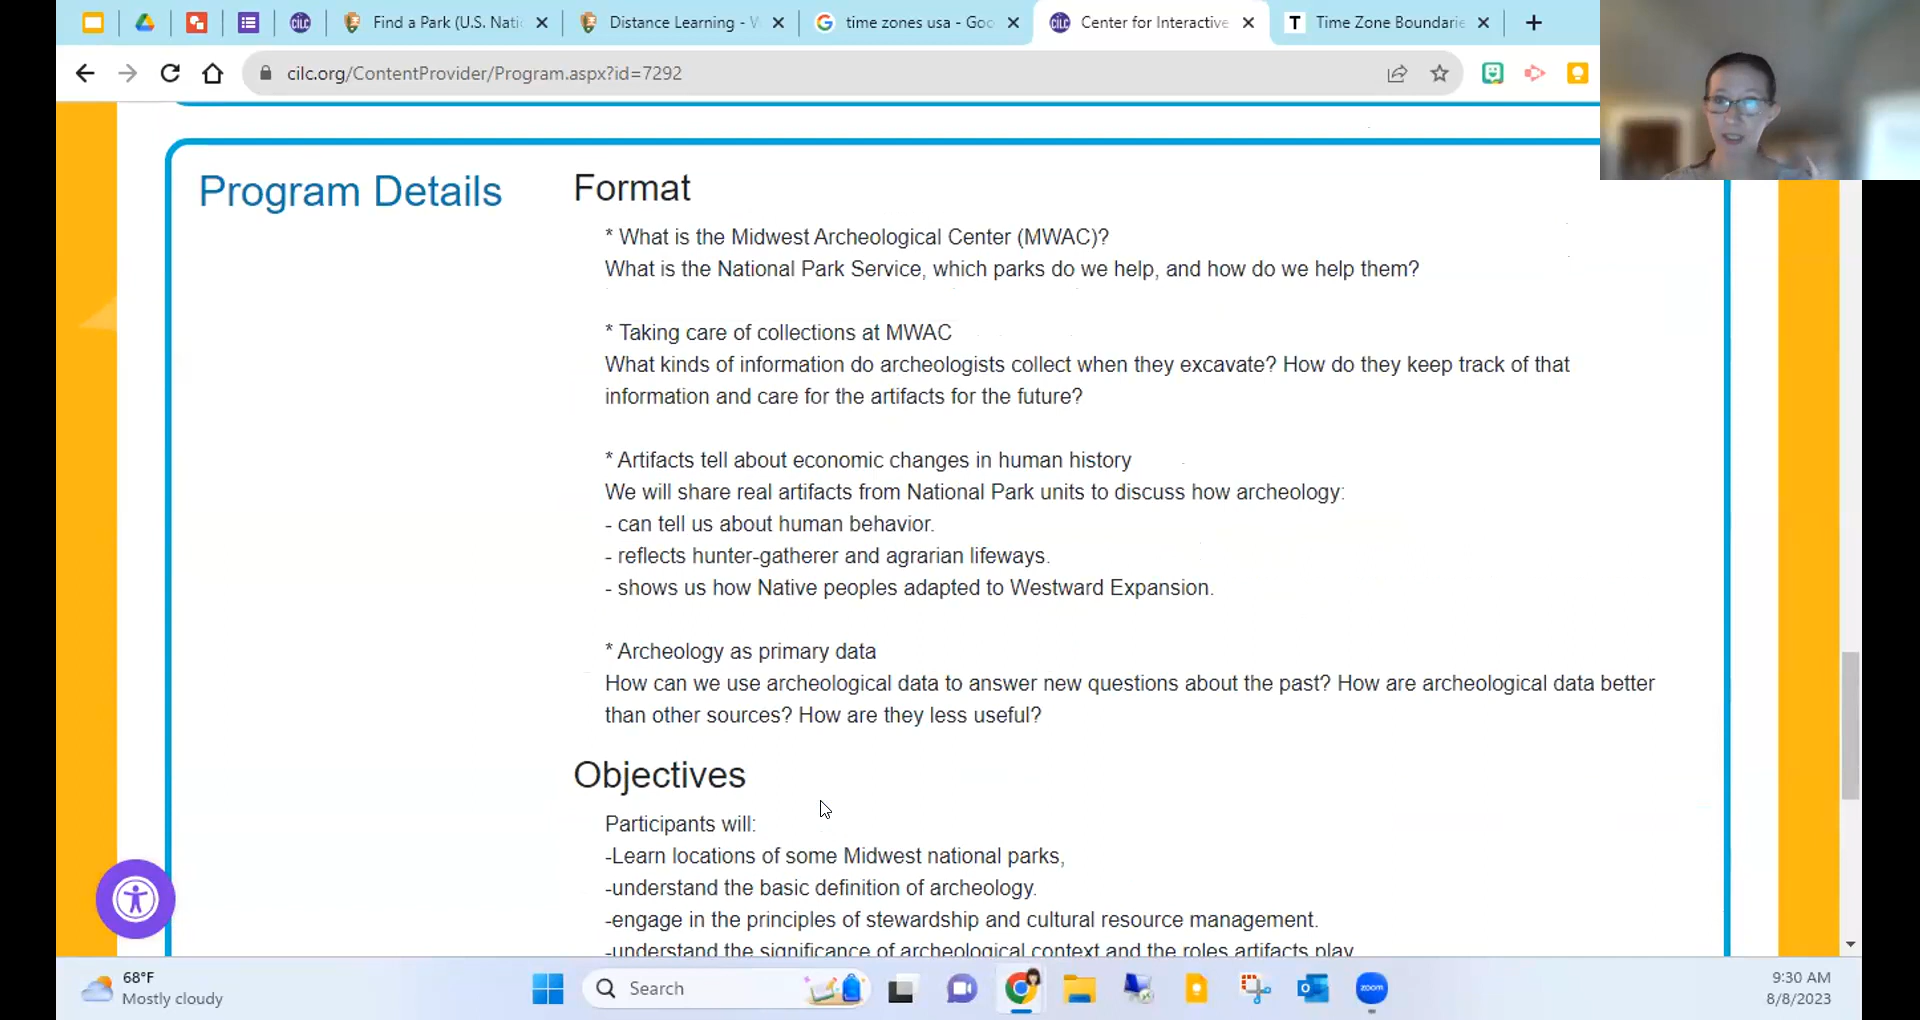 Find a Park (U.S. Nati
Distance Learning - W
time zones usa - Goo
Center for Interactive
Time Zone Boundarie
cilc.org/ContentProvider/Program.aspx?id=7292
Program Details
Format
* What is the Midwest Archeological Center (MWAC)?
What is the National Park Service, which parks do we help, and how do we help them?
* Taking care of collections at MWAC
What kinds of information do archeologists collect when they excavate? How do they keep track of that
information and care for the artifacts for the future?
* Artifacts tell about economic changes in human history
We will share real artifacts from National Park units to discuss how archeology:
- can tell us about human behavior.
- reflects hunter-gatherer and agrarian lifeways.
- shows us how Native peoples adapted to Westward Expansion.
* Archeology as primary data
How can we use archeological data to answer new questions about the past? How are archeological data better
than other sources? How are they less useful?
Objectives
Participants will:
-Learn locations of some Midwest national parks,
-understand the basic definition of archeology.
-engage in the principles of stewardship and cultural resource management.
-understand the significance of archeological context and the roles artifacts play
68°F
Mostly cloudy
Search
zoom
9:30 AM
8/8/2023